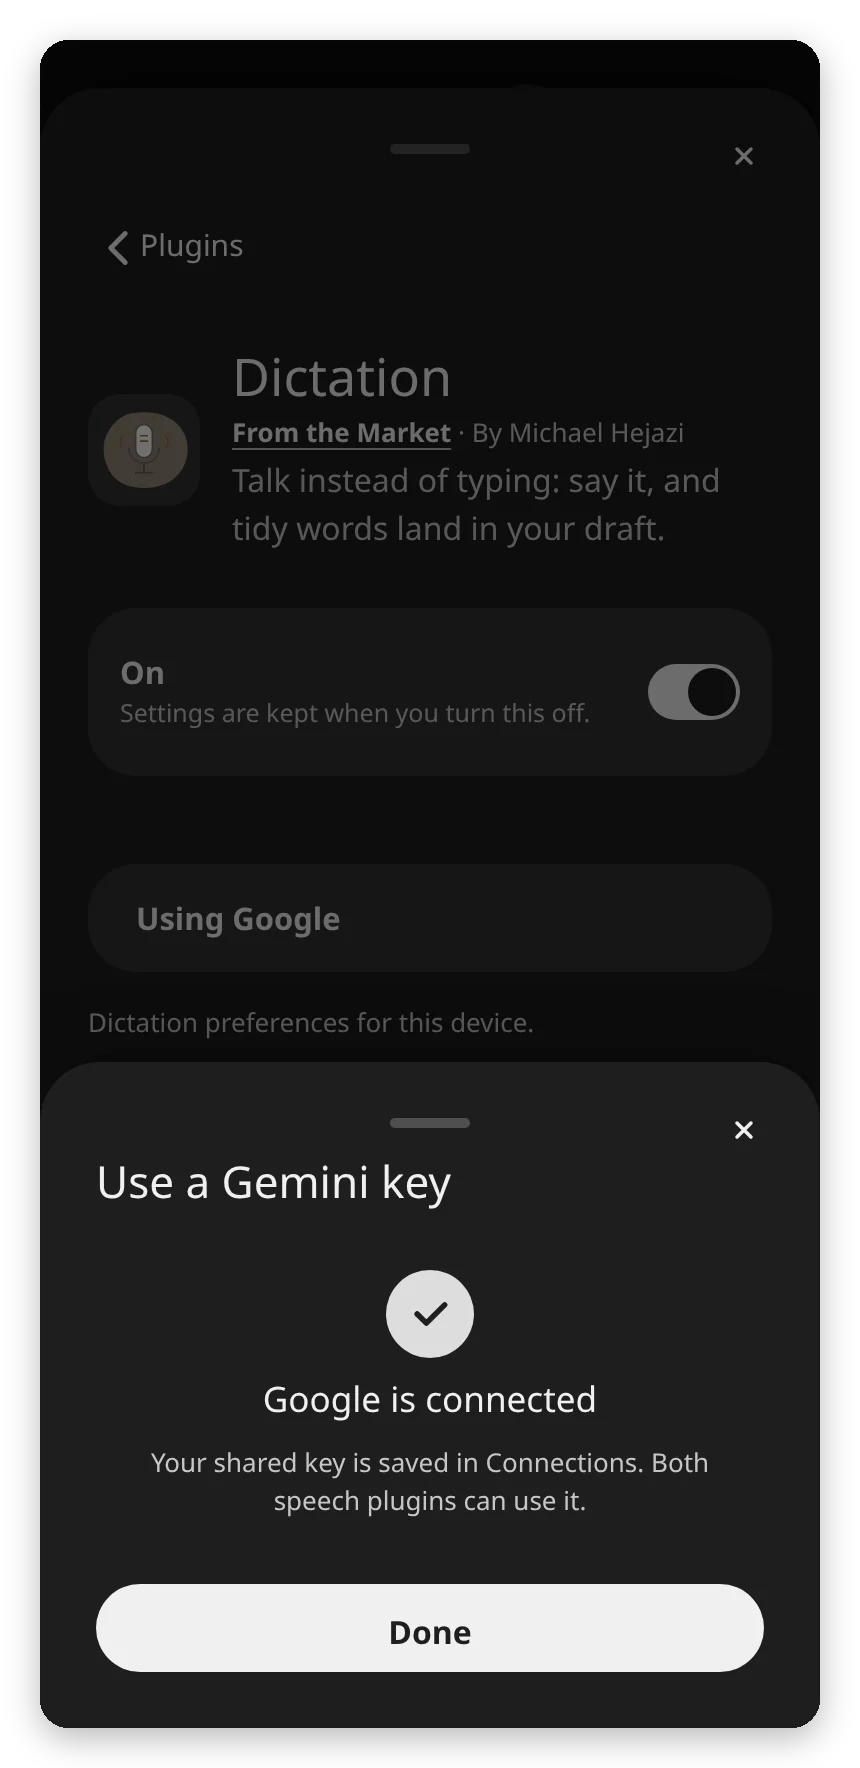 Plugins
Dictation
From the Market · By Michael Hejazi
Talk instead of typing: say it, and
tidy words land in your draft.
On
Settings are kept when you turn this off.
Using Google
Dictation preferences for this device.
Use a Gemini key
Google is connected
Your shared key is saved in Connections. Both
speech plugins can use it.
Done